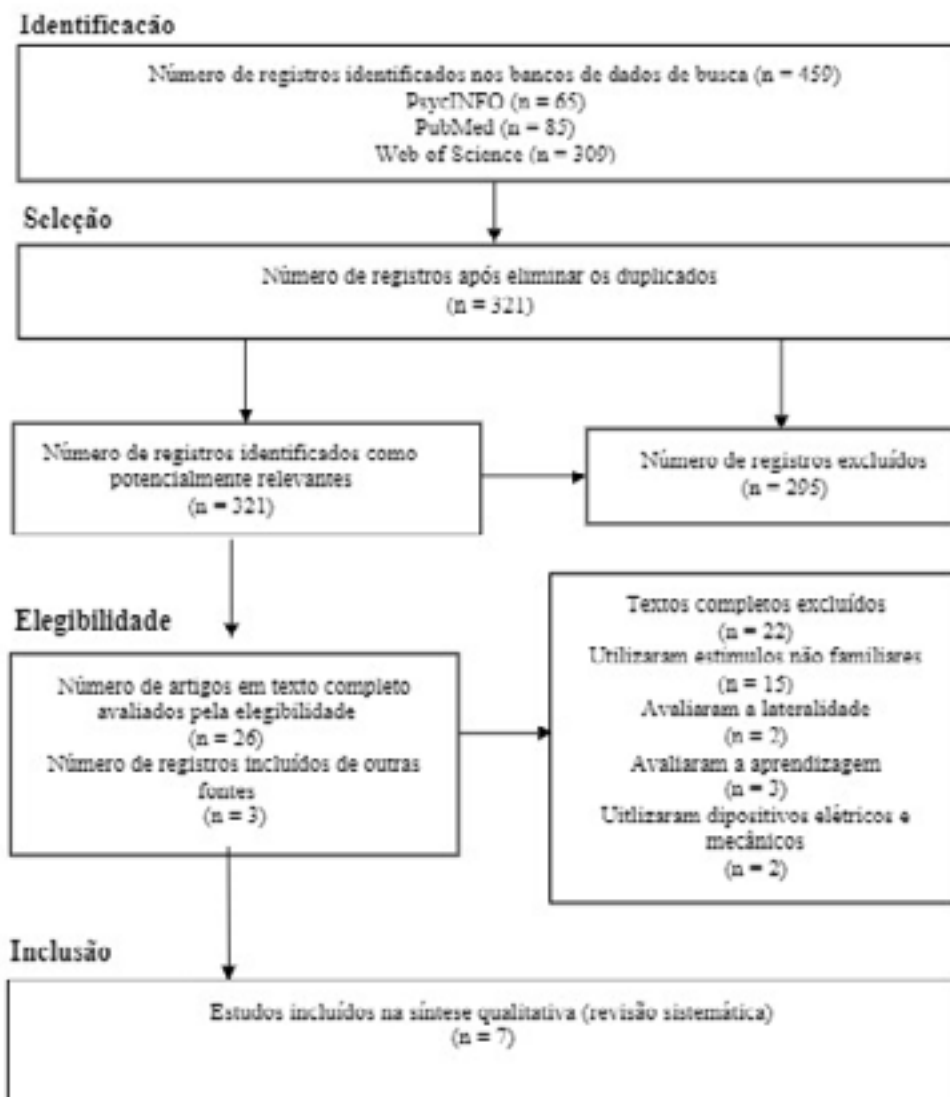 Identificacão
Número de registros identificados nos bancos de dados de busca (n = 459)
PsycINFO (n = 65)
PubMed (n = 85)
Web of Science (n = 309)
Seleção
Número de registros após eliminar os duplicados
(n = 321)
Número de registros identificados como
potencialmente relevantes
(n = 321)
Número de registros excluídos
(n = 295)
Elegibilidade
Número de artigos em texto completo
avaliados pela elegibilidade
(n = 26)
Número de registros incluídos de outras
fontes
(n = 3)
Textos completos excluídos
(n = 22)
Utilizaram estímulos não familiares
(n = 15)
Avaliaram a lateralidade
(n = 2)
Avaliaram a aprendizagem
(n = 3)
Uitlizaram dipositivos elétricos e
mecânicos
(n = 2)
Inclusão
Estudos incluídos na síntese qualitativa (revisão sistemática)
(n = 7)